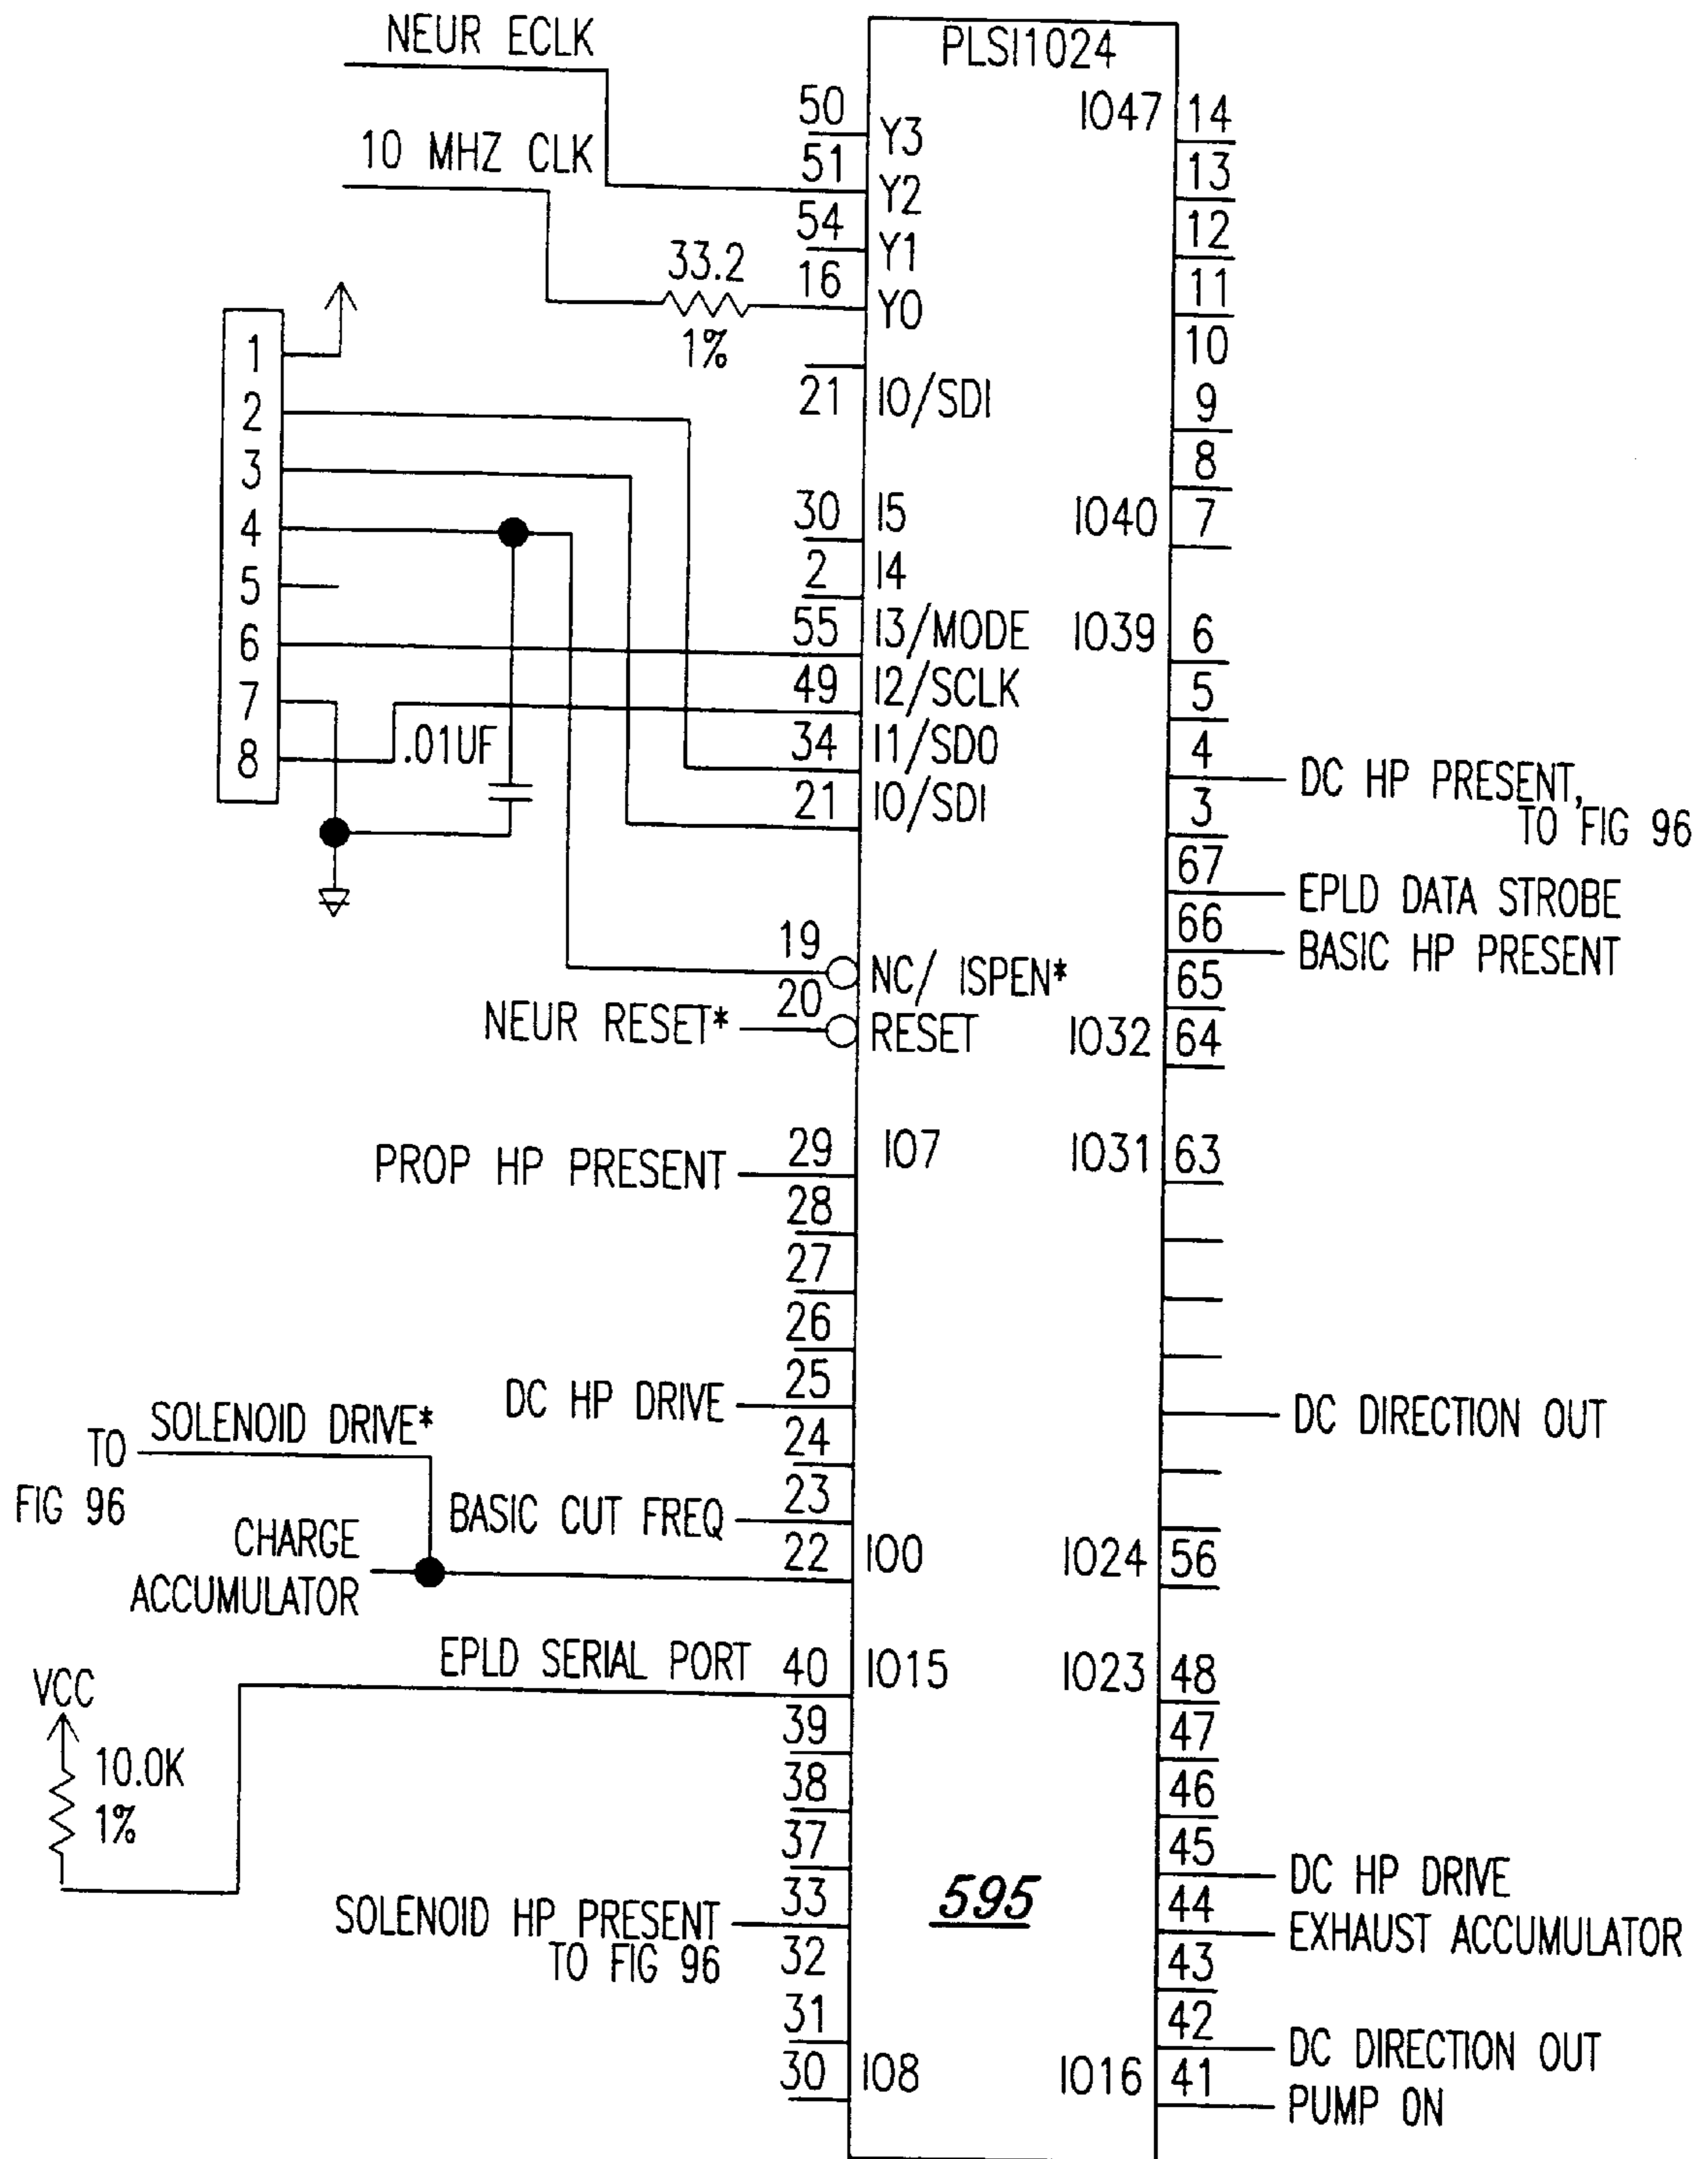 NEUR ECLK
10 MHZ CLK
33.2
1%
1
2
3
4
5
6
7
8
.01UF
PLSI1024
50
Y3
51
Y2
54
Y1
16
Y0
21 I0/SDI
30 I5
2 I4
55 I3/MODE
49 I2/SCLK
34 I1/SDO
21 I0/SDI
19
NC/ ISPEN*
NEUR RESET* 20
RESET
PROP HP PRESENT 29 IO7
28
27
26
DC HP DRIVE 25
24
TO SOLENOID DRIVE*
FIG 96
BASIC CUT FREQ 23
CHARGE
ACCUMULATOR
22 IO0
EPLD SERIAL PORT 40 IO15
VCC
10.0K
1%
39
38
37
SOLENOID HP PRESENT 33
TO FIG 96
32
31
30 IO8
595
IO47 14
13
12
11
10
9
8
IO40 7
IO39 6
5
4
DC HP PRESENT,
TO FIG 96
3
67
EPLD DATA STROBE
66
BASIC HP PRESENT
65
IO32 64
IO31 63
DC DIRECTION OUT
IO24 56
IO23 48
47
46
45
DC HP DRIVE
44
EXHAUST ACCUMULATOR
43
42
DC DIRECTION OUT
IO16 41
PUMP ON